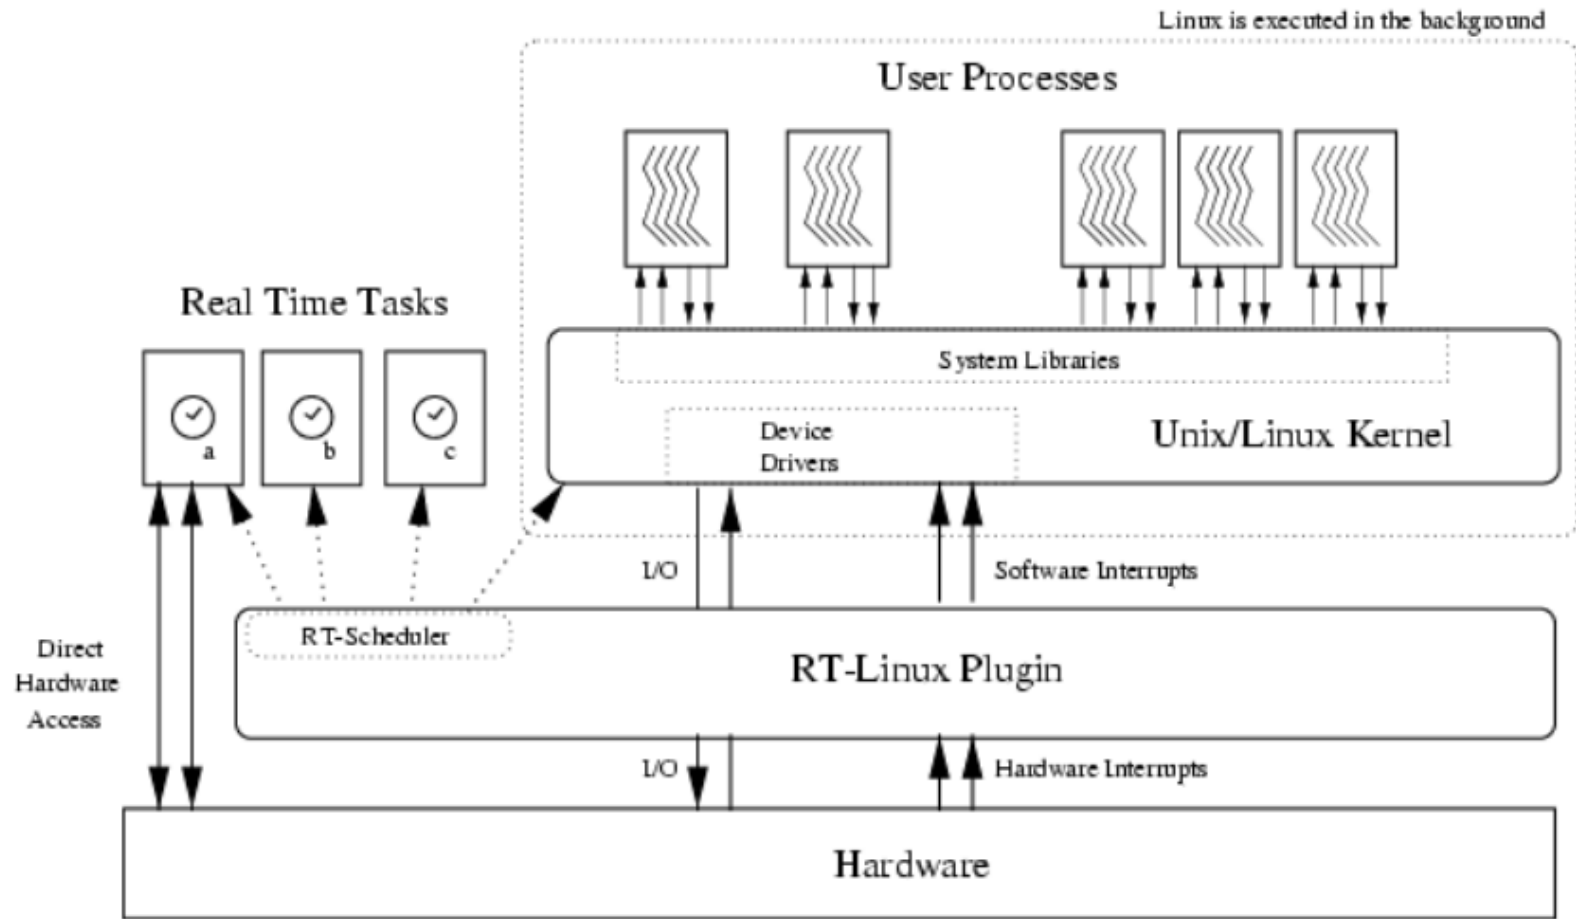 Linux is executed in the background
User Processes
Real Time Tasks
System Libraries
a
b
c
Device
Drivers
Unix/Linux Kernel
I/O
Software Interrupts
RT-Scheduler
Direct
Hardware
Access
RT-Linux Plugin
I/O
Hardware Interrupts
Hardware